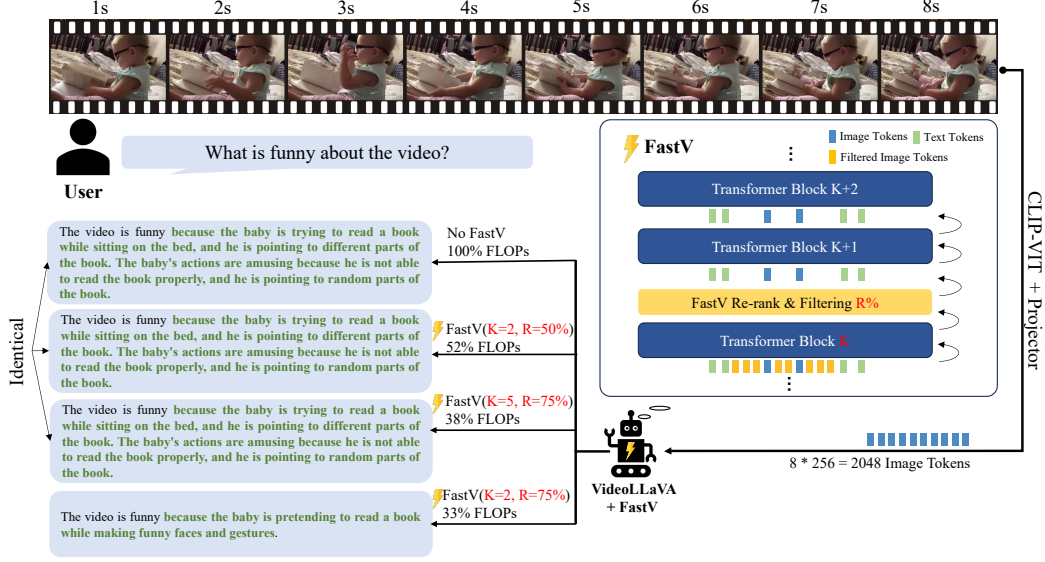 1s 2s 3s 4s 5s 6s 7s 8s
User
What is funny about the video?
FastV
Image Tokens
Text Tokens
Filtered Image Tokens
Transformer Block K+2
Transformer Block K+1
FastV Re-rank & Filtering R%
Transformer Block K
CLIP-VIT + Projector
Identical
The video is funny because the baby is trying to read a book
while sitting on the bed, and he is pointing to different parts of
the book. The baby's actions are amusing because he is not able
to read the book properly, and he is pointing to random parts of
the book.
No FastV
100% FLOPs
The video is funny because the baby is trying to read a book
while sitting on the bed, and he is pointing to different parts of
the book. The baby's actions are amusing because he is not able
to read the book properly, and he is pointing to random parts of
the book.
FastV(K=2, R=50%)
52% FLOPs
The video is funny because the baby is trying to read a book
while sitting on the bed, and he is pointing to different parts of
the book. The baby's actions are amusing because he is not able
to read the book properly, and he is pointing to random parts of
the book.
FastV(K=5, R=75%)
38% FLOPs
The video is funny because the baby is pretending to read a book
while making funny faces and gestures.
FastV(K=2, R=75%)
33% FLOPs
VideoLLaVA
+ FastV
8 * 256 = 2048 Image Tokens